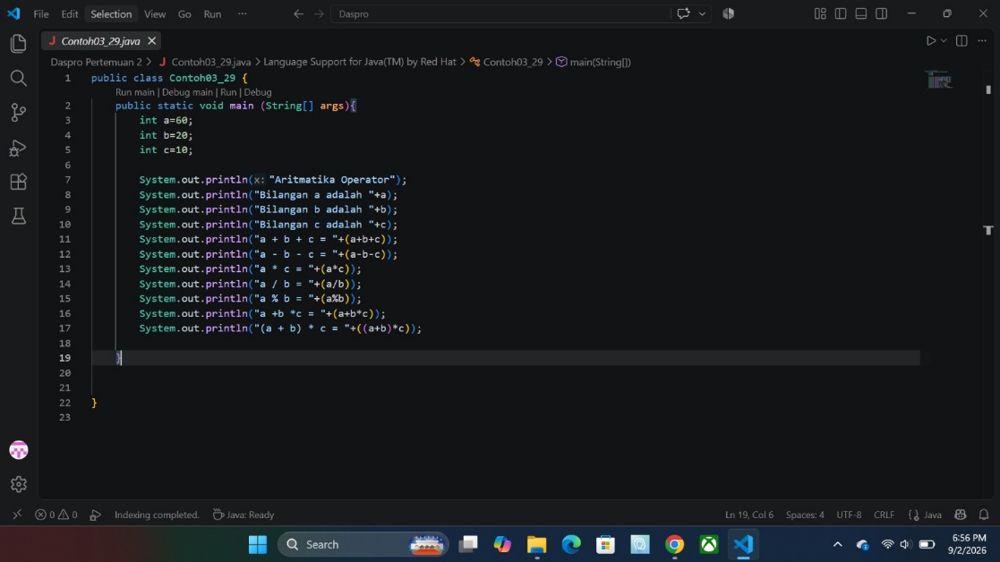 File Edit Selection View Go Run ··· Daspro
J Contoh03_29.java
Daspro Pertemuan 2 > J Contoh03_29.java > Language Support for Java(TM) by Red Hat > Contoh03_29 > main(String[])
1 public class Contoh03_29 {
Run main | Debug main | Run | Debug
2 public static void main (String[] args){
3 int a=60;
4 int b=20;
5 int c=10;
6
7 System.out.println(x: "Aritmatika Operator");
8 System.out.println("Bilangan a adalah "+a);
9 System.out.println("Bilangan b adalah "+b);
10 System.out.println("Bilangan c adalah "+c);
11 System.out.println("a + b + c = "+(a+b+c));
12 System.out.println("a - b - c = "+(a-b-c));
13 System.out.println("a * c = "+(a*c));
14 System.out.println("a / b = "+(a/b));
15 System.out.println("a % b = "+(a%b));
16 System.out.println("a +b *c = "+(a+b*c));
17 System.out.println("(a + b) * c = "+((a+b)*c));
18
19 }
20
21
22 }
23
0 0 Indexing completed. Java: Ready Ln 19, Col 6 Spaces: 4 UTF-8 CRLF {} Java
Search 6:56 PM
9/2/2026